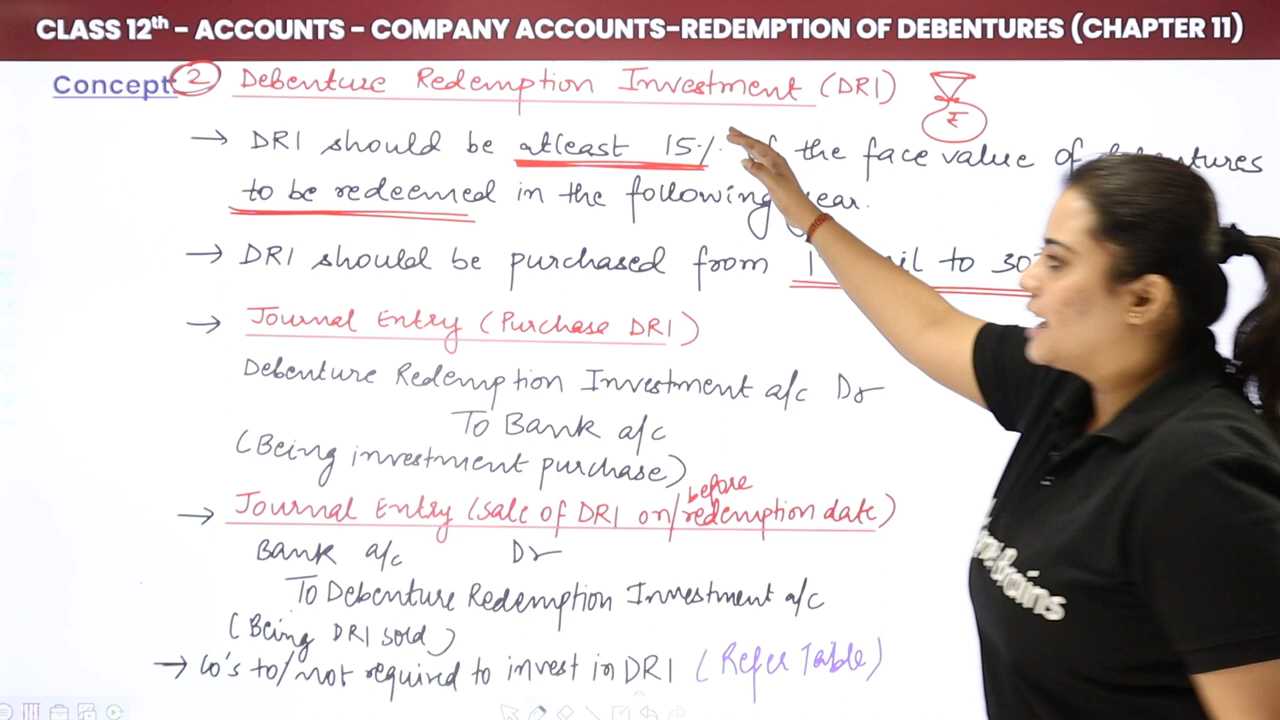 CLASS 12th - ACCOUNTS - COMPANY ACCOUNTS-REDEMPTION OF DEBENTURES (CHAPTER 11)
Concept 2 Debenture Redemption Investment (DRI)
₹
→ DRI should be atleast 15% of the face value of
to be redeemed in the following year.
→ DRI should be purchased from 1 to 30
→ Journal Entry (Purchase DRI)
Debenture Redemption Investment a/c Dr
To Bank a/c
(Being investment purchase)
→ Journal Entry (Sale of DRI on/before redemption date)
Bank a/c Dr
To Debenture Redemption Investment a/c
(Being DRI sold)
→ Co's to/not required to invest in DRI (Refer Table)